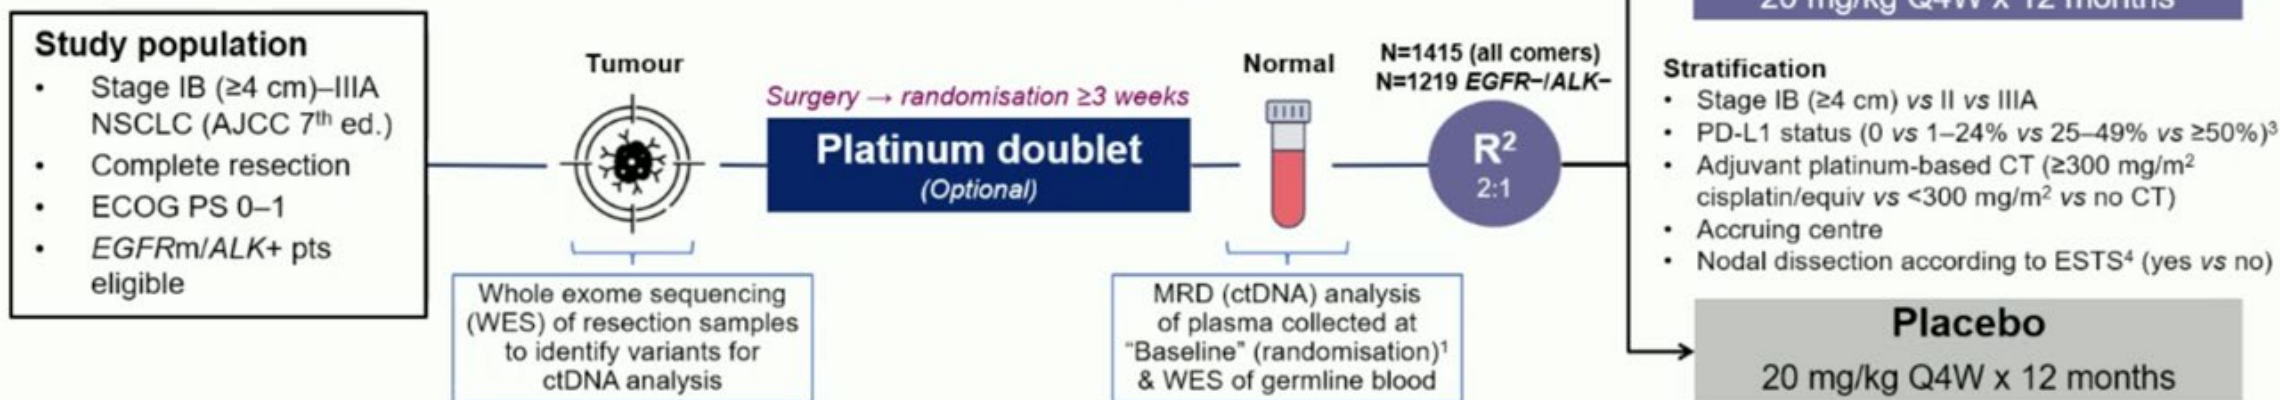 Study population
• Stage IB (≥4 cm)–IIIA
NSCLC (AJCC 7th ed.)
• Complete resection
• ECOG PS 0–1
• EGFRm/ALK+ pts
eligible
Tumour
Whole exome sequencing
(WES) of resection samples
to identify variants for
ctDNA analysis
Surgery → randomisation ≥3 weeks
Platinum doublet
(Optional)
Normal
MRD (ctDNA) analysis
of plasma collected at
“Baseline” (randomisation)¹
& WES of germline blood
N=1415 (all comers)
N=1219 EGFR−/ALK−
R²
2:1
20 mg/kg Q4W x 12 months
Stratification
• Stage IB (≥4 cm) vs II vs IIIA
• PD-L1 status (0 vs 1–24% vs 25–49% vs ≥50%)³
• Adjuvant platinum-based CT (≥300 mg/m²
cisplatin/equiv vs <300 mg/m² vs no CT)
• Accruing centre
• Nodal dissection according to ESTS⁴ (yes vs no)
Placebo
20 mg/kg Q4W x 12 months